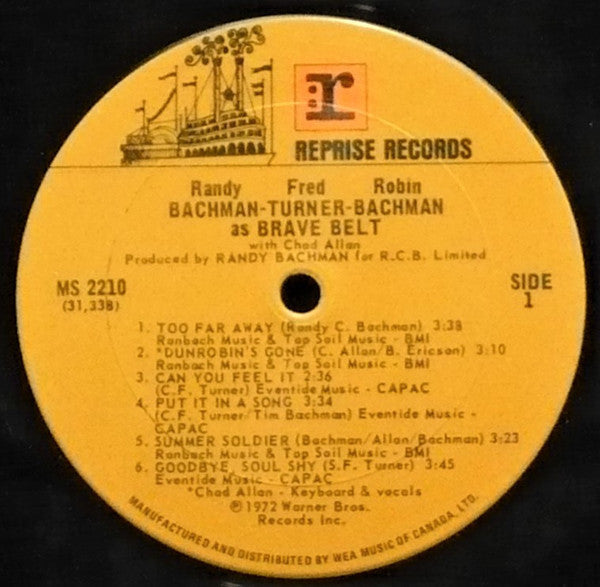 r
REPRISE RECORDS
Randy Fred Robin
BACHMAN-TURNER-BACHMAN
as BRAVE BELT
with Chad Allan
Produced by RANDY BACHMAN for R.C.B. Limited
MS 2210
(31,338)
SIDE
1
1. TOO FAR AWAY (Randy C. Bachman) 3:38
Ranbach Music & Top Soil Music - BMI
2. *DUNROBIN'S GONE (C. Allan/B. Ericson) 3:10
Ranbach Music & Top Soil Music - BMI
3. CAN YOU FEEL IT 2:36
(C.F. Turner) Eventide Music - CAPAC
4. PUT IT IN A SONG 3:34
(C.F. Turner/Tim Bachman) Eventide Music -
CAPAC
5. SUMMER SOLDIER (Bachman/Allan/Bachman) 3:23
Ranbach Music & Top Soil Music - BMI
6. GOODBYE, SOUL SHY (S.F. Turner) 3:45
Eventide Music - CAPAC
*Chad Allan - Keyboard & vocals
℗1972 Warner Bros.
Records Inc.
MANUFACTURED AND DISTRIBUTED BY WEA MUSIC OF CANADA, LTD.